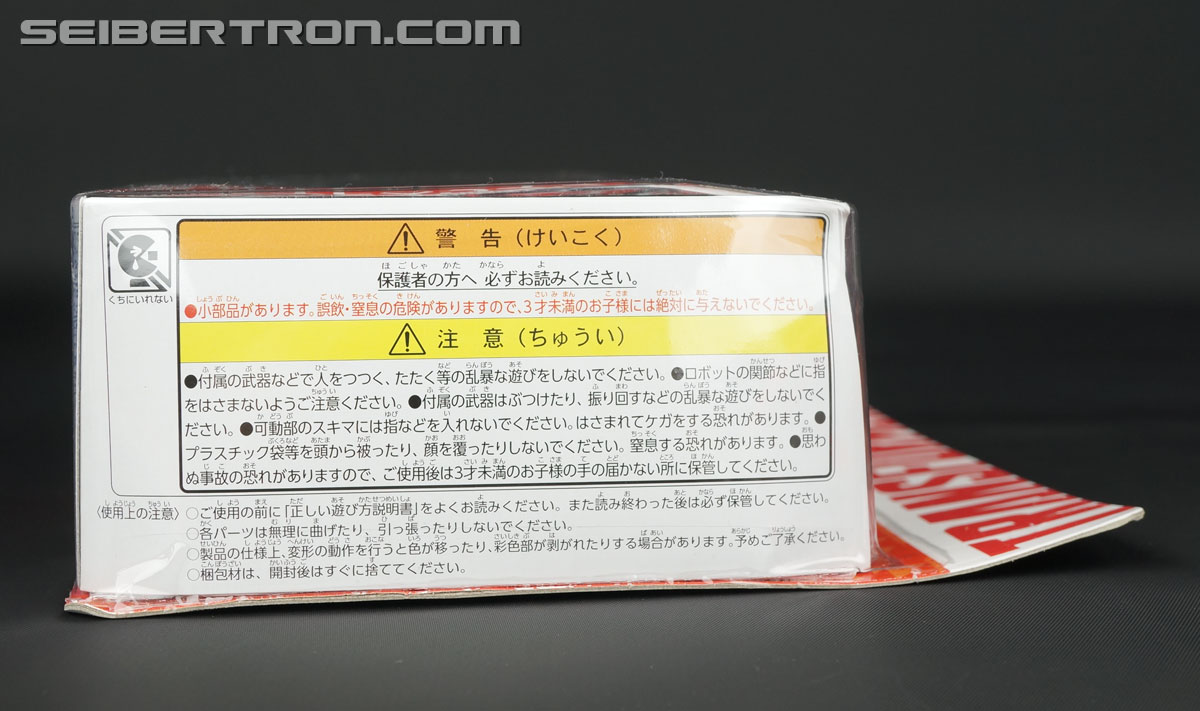 SEIBERTRON.COM
警 告（けいこく）
くちにいれない
保護者の方へ 必ずお読みください。
●小部品があります。誤飲・窒息の危険がありますので、3才未満のお子様には絶対に与えないでください。
注 意（ちゅうい）
●付属の武器などで人をつつく、たたく等の乱暴な遊びをしないでください。●ロボットの関節などに指
をはさまないようご注意ください。●付属の武器はぶつけたり、振り回すなどの乱暴な遊びをしないでく
ださい。●可動部のスキマには指などを入れないでください。はさまれてケガをする恐れがあります。●
プラスチック袋等を頭から被ったり、顔を覆ったりしないでください。窒息する恐れがあります。●思わ
ぬ事故の恐れがありますので、ご使用後は3才未満のお子様の手の届かない所に保管してください。
〈使用上の注意〉○ご使用の前に「正しい遊び方説明書」をよくお読みください。また読み終わった後は必ず保管してください。
○各パーツは無理に曲げたり、引っ張ったりしないでください。
○製品の仕様上、変形の動作を行うと色が移ったり、彩色部が剥がれたりする場合があります。予めご了承ください。
○梱包材は、開封後はすぐに捨ててください。